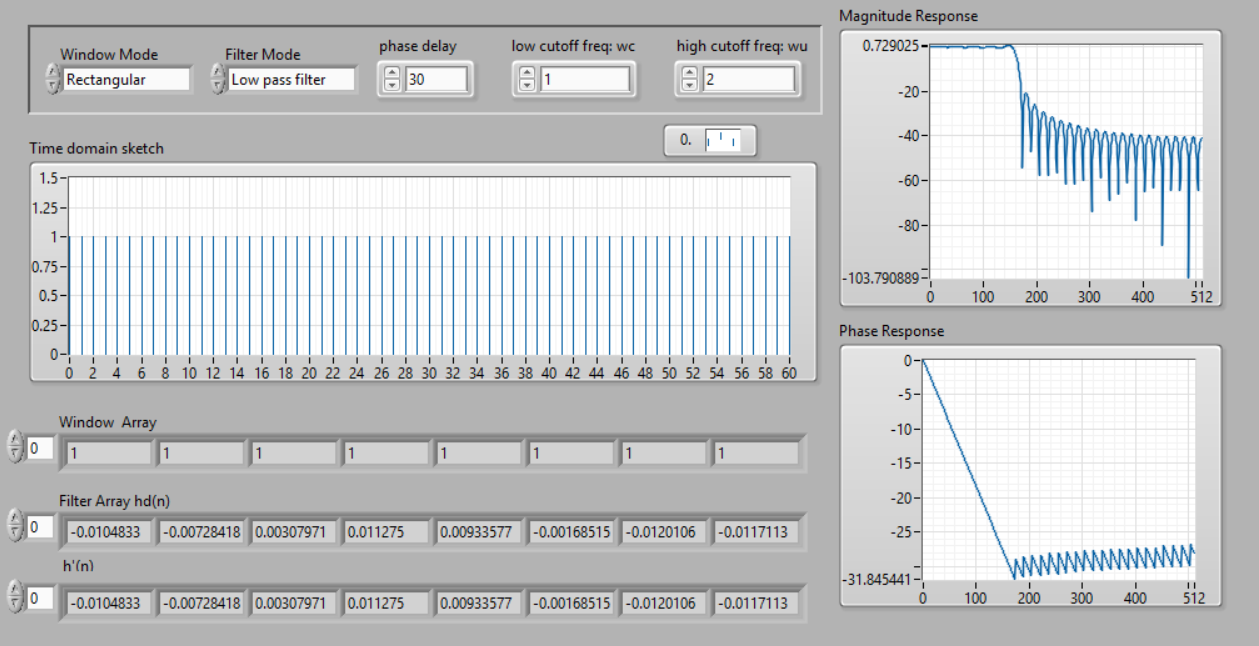 Window Mode
Rectangular
Filter Mode
Low pass filter
phase delay
30
low cutoff freq: wc
1
high cutoff freq: wu
2
0.
Time domain sketch
1.5
1.25
1
0.75
0.5
0.25
0
0 2 4 6 8 10 12 14 16 18 20 22 24 26 28 30 32 34 36 38 40 42 44 46 48 50 52 54 56 58 60
Window Array
0 1 1 1 1 1 1 1 1
Filter Array hd(n)
0 -0.0104833 -0.00728418 0.00307971 0.011275 0.00933577 -0.00168515 -0.0120106 -0.0117113
h'(n)
0 -0.0104833 -0.00728418 0.00307971 0.011275 0.00933577 -0.00168515 -0.0120106 -0.0117113
Magnitude Response
0.729025
-20
-40
-60
-80
-103.790889
0 100 200 300 400 512
Phase Response
0
-5
-10
-15
-20
-25
-31.845441
0 100 200 300 400 512